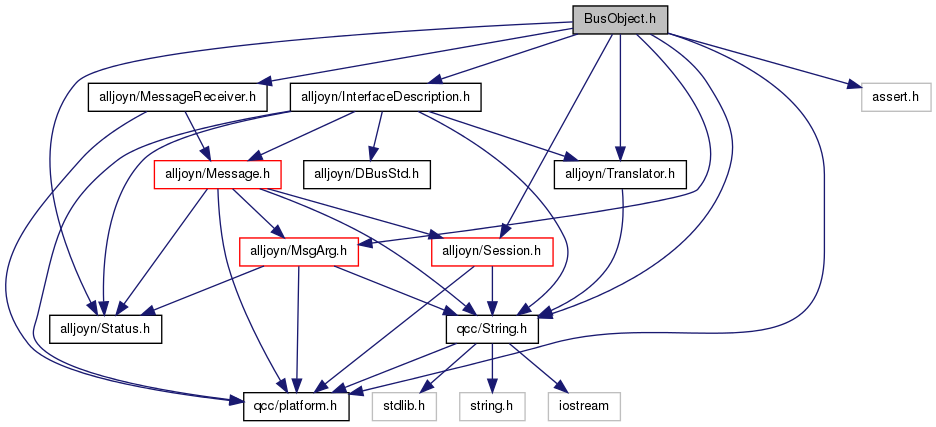 BusObject.h
alljoyn/MessageReceiver.h
alljoyn/InterfaceDescription.h
assert.h
alljoyn/Message.h
alljoyn/DBusStd.h
alljoyn/Translator.h
alljoyn/MsgArg.h
alljoyn/Session.h
alljoyn/Status.h
qcc/String.h
qcc/platform.h
stdlib.h
string.h
iostream